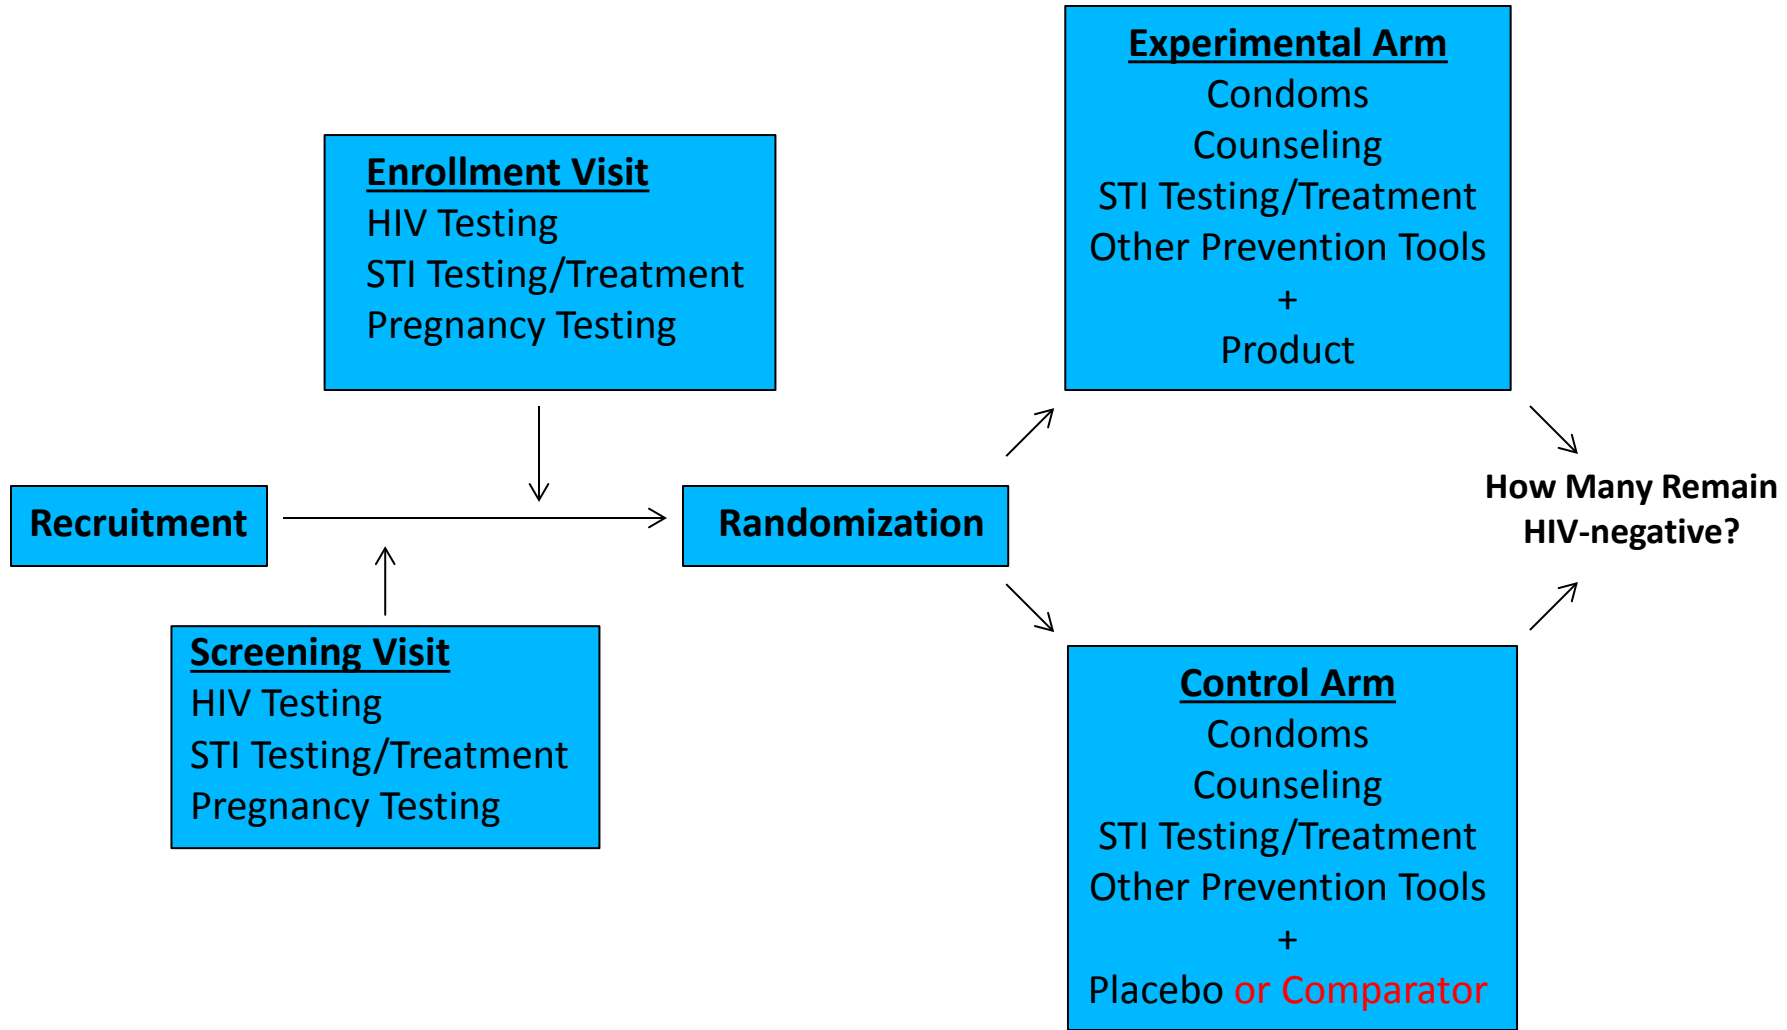 Recruitment
Screening Visit
HIV Testing
STI Testing/Treatment
Pregnancy Testing
Enrollment Visit
HIV Testing
STI Testing/Treatment
Pregnancy Testing
Randomization
Experimental Arm
Condoms
Counseling
STI Testing/Treatment
Other Prevention Tools
+
Product
Control Arm
Condoms
Counseling
STI Testing/Treatment
Other Prevention Tools
+
Placebo or Comparator
How Many Remain
HIV-negative?